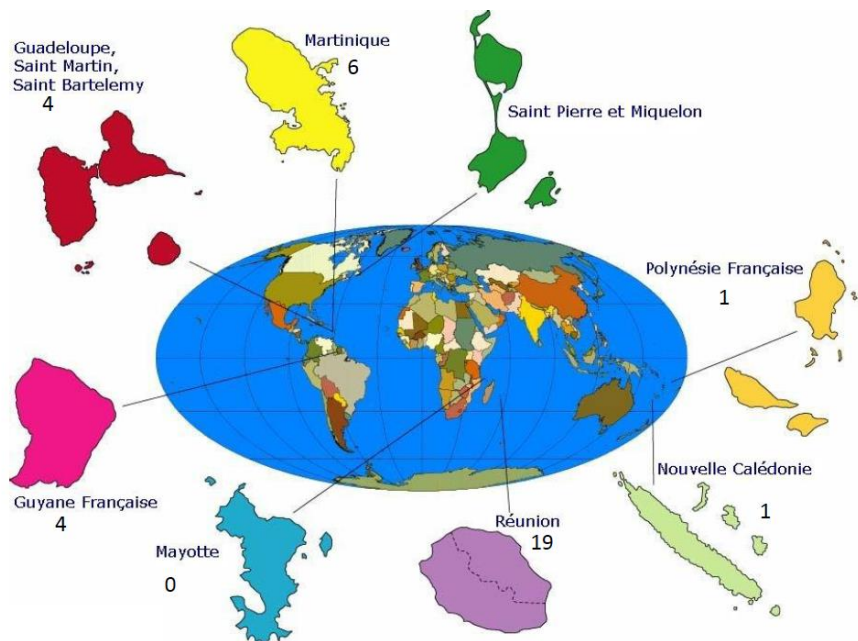 Guadeloupe,
Saint Martin,
Saint Bartelemy
4
Martinique
6
Saint Pierre et Miquelon
Polynésie Française
1
Guyane Française
4
Mayotte
0
Réunion
19
Nouvelle Calédonie
1